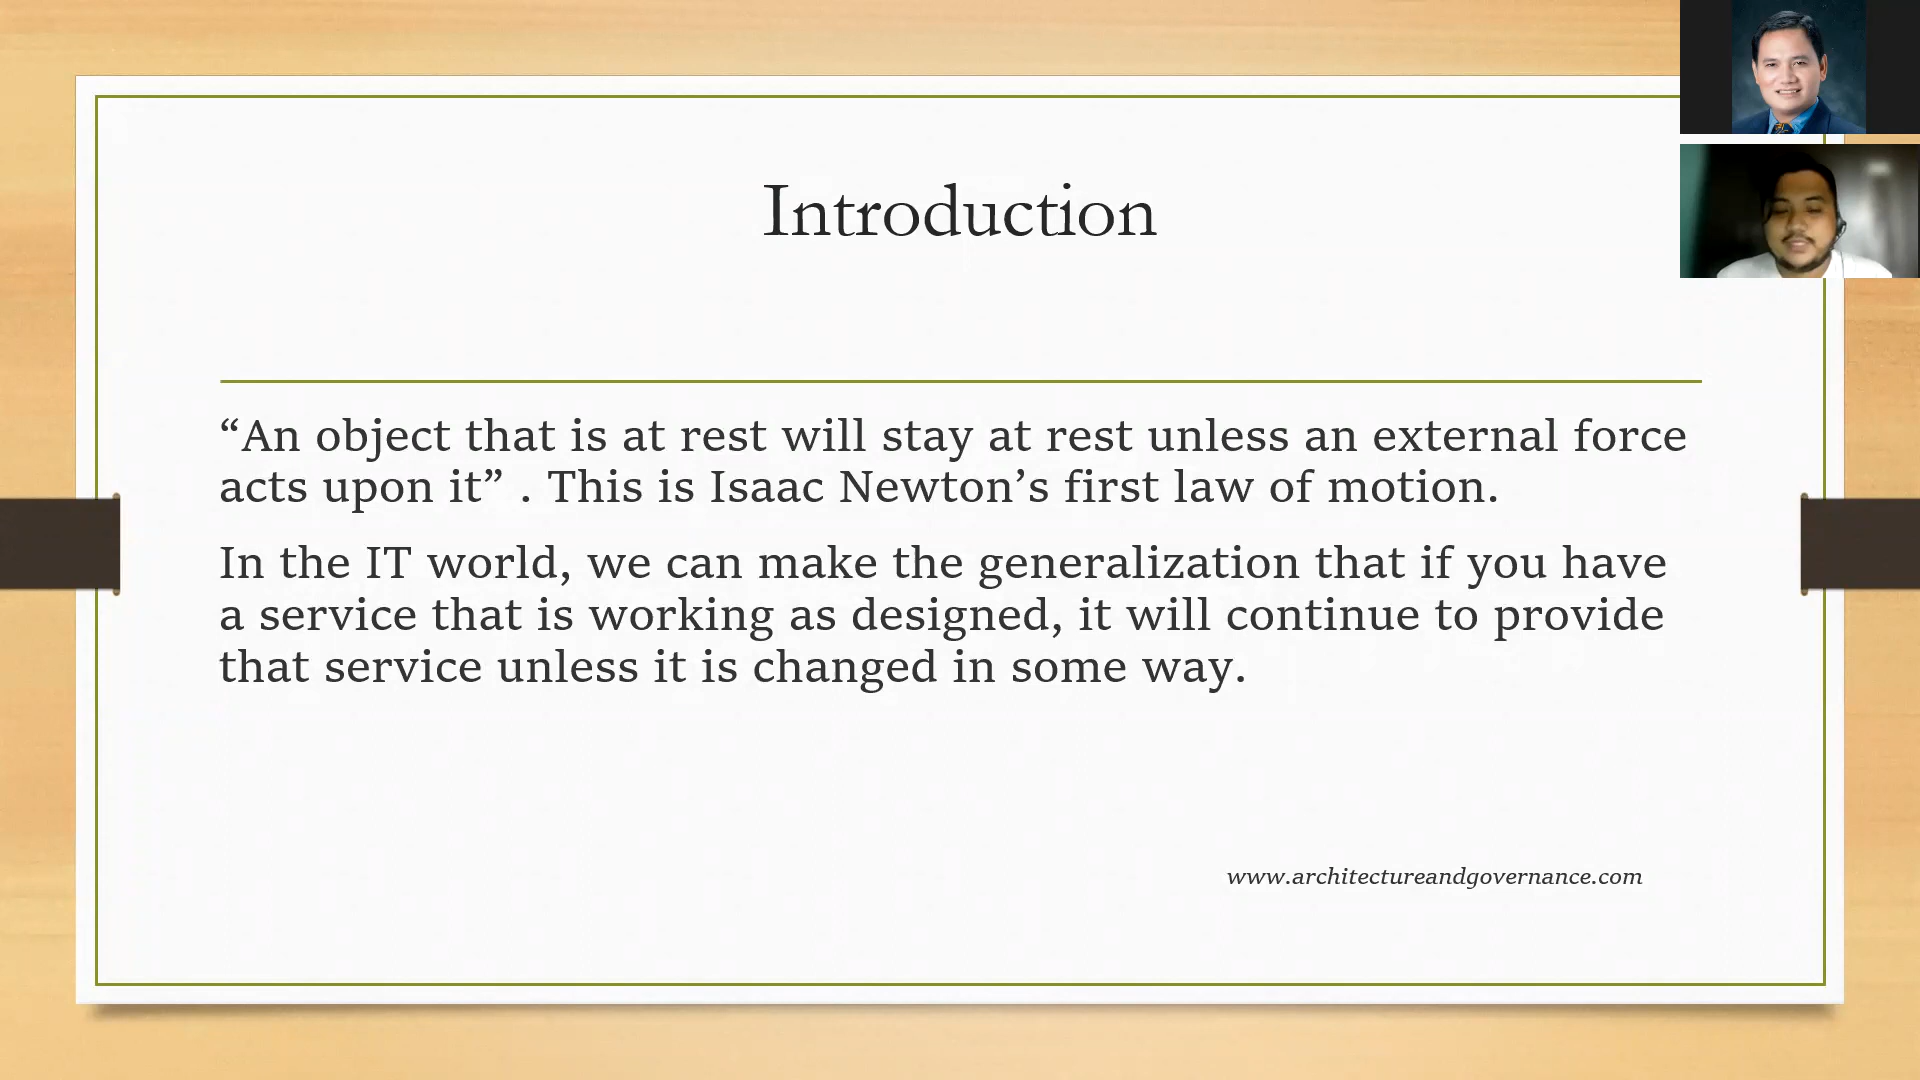 Introduction
“An object that is at rest will stay at rest unless an external force
acts upon it” . This is Isaac Newton’s first law of motion.
In the IT world, we can make the generalization that if you have
a service that is working as designed, it will continue to provide
that service unless it is changed in some way.
www.architectureandgovernance.com